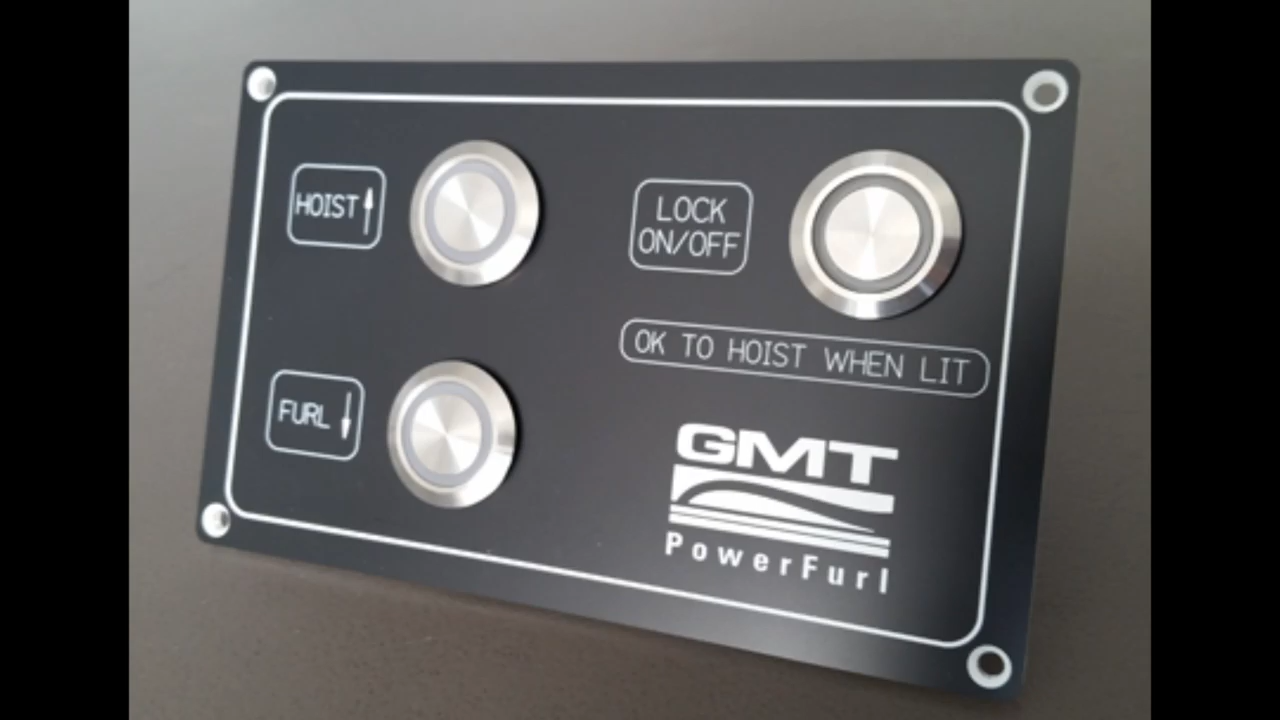 HOIST
LOCK
ON/OFF
OK TO HOIST WHEN LIT
FURL
GMT
PowerFurl